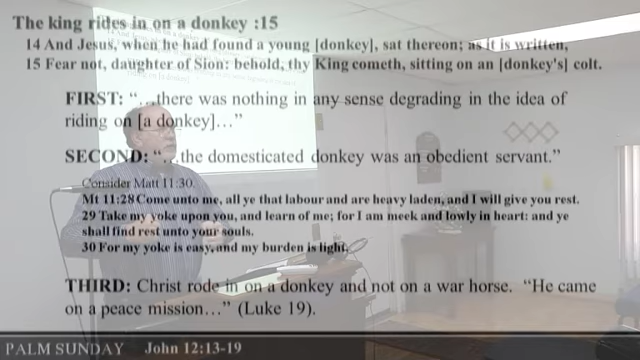 The king rides in on a donkey :15
14 And Jesus, when he had found a young [donkey], sat thereon; as it is written,
15 Fear not, daughter of Sion: behold, thy King cometh, sitting on an [donkey's] colt.
FIRST: “…there was nothing in any sense degrading in the idea of
riding on [a donkey]…”
SECOND: “…the domesticated donkey was an obedient servant.”
Consider Matt 11:30.
Mt 11:28 Come unto me, all ye that labour and are heavy laden, and I will give you rest.
29 Take my yoke upon you, and learn of me; for I am meek and lowly in heart: and ye
shall find rest unto your souls.
30 For my yoke is easy, and my burden is light.
THIRD: Christ rode in on a donkey and not on a war horse. “He came
on a peace mission…” (Luke 19).
PALM SUNDAY John 12:13-19